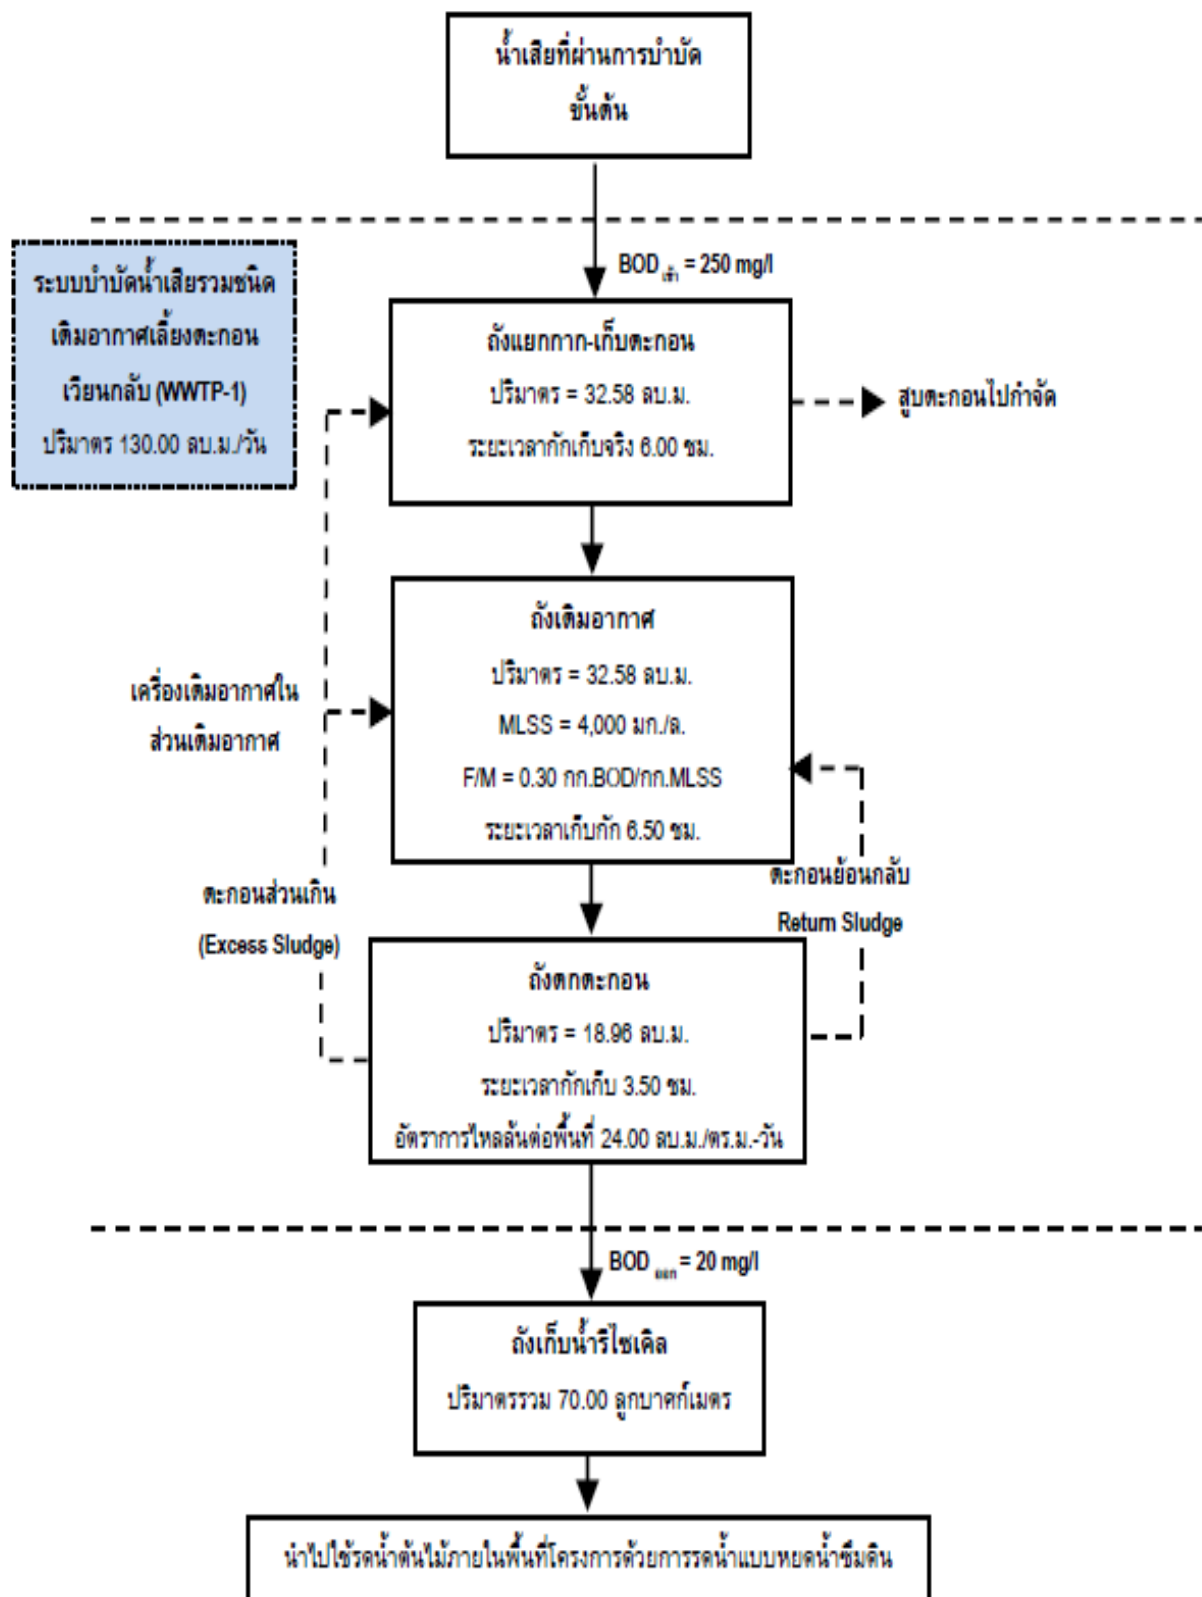 น้ำเสียที่ผ่านการบำบัด
ขั้นต้น
BOD เข้า = 250 mg/l
ระบบบำบัดน้ำเสียรวมชนิด
เติมอากาศเลี้ยงตะกอน
เวียนกลับ (WWTP-1)
ปริมาตร 130.00 ลบ.ม./วัน
ถังแยกกาก-เก็บตะกอน
ปริมาตร = 32.58 ลบ.ม.
ระยะเวลากักเก็บจริง 6.00 ชม.
สูบตะกอนไปกำจัด
ถังเติมอากาศ
ปริมาตร = 32.58 ลบ.ม.
MLSS = 4,000 มก./ล.
F/M = 0.30 กก.BOD/กก.MLSS
ระยะเวลาเก็บกัก 6.50 ชม.
เครื่องเติมอากาศใน
ส่วนเติมอากาศ
ตะกอนส่วนเกิน
(Excess Sludge)
ตะกอนย้อนกลับ
Return Sludge
ถังตกตะกอน
ปริมาตร = 18.96 ลบ.ม.
ระยะเวลากักเก็บ 3.50 ชม.
อัตราการไหลล้นต่อพื้นที่ 24.00 ลบ.ม./ตร.ม.-วัน
BOD ออก = 20 mg/l
ถังเก็บน้ำรีไซเคิล
ปริมาตรรวม 70.00 ลูกบาศก์เมตร
นำไปใช้รดน้ำต้นไม้ภายในพื้นที่โครงการด้วยการรดน้ำแบบหยดน้ำซึมดิน